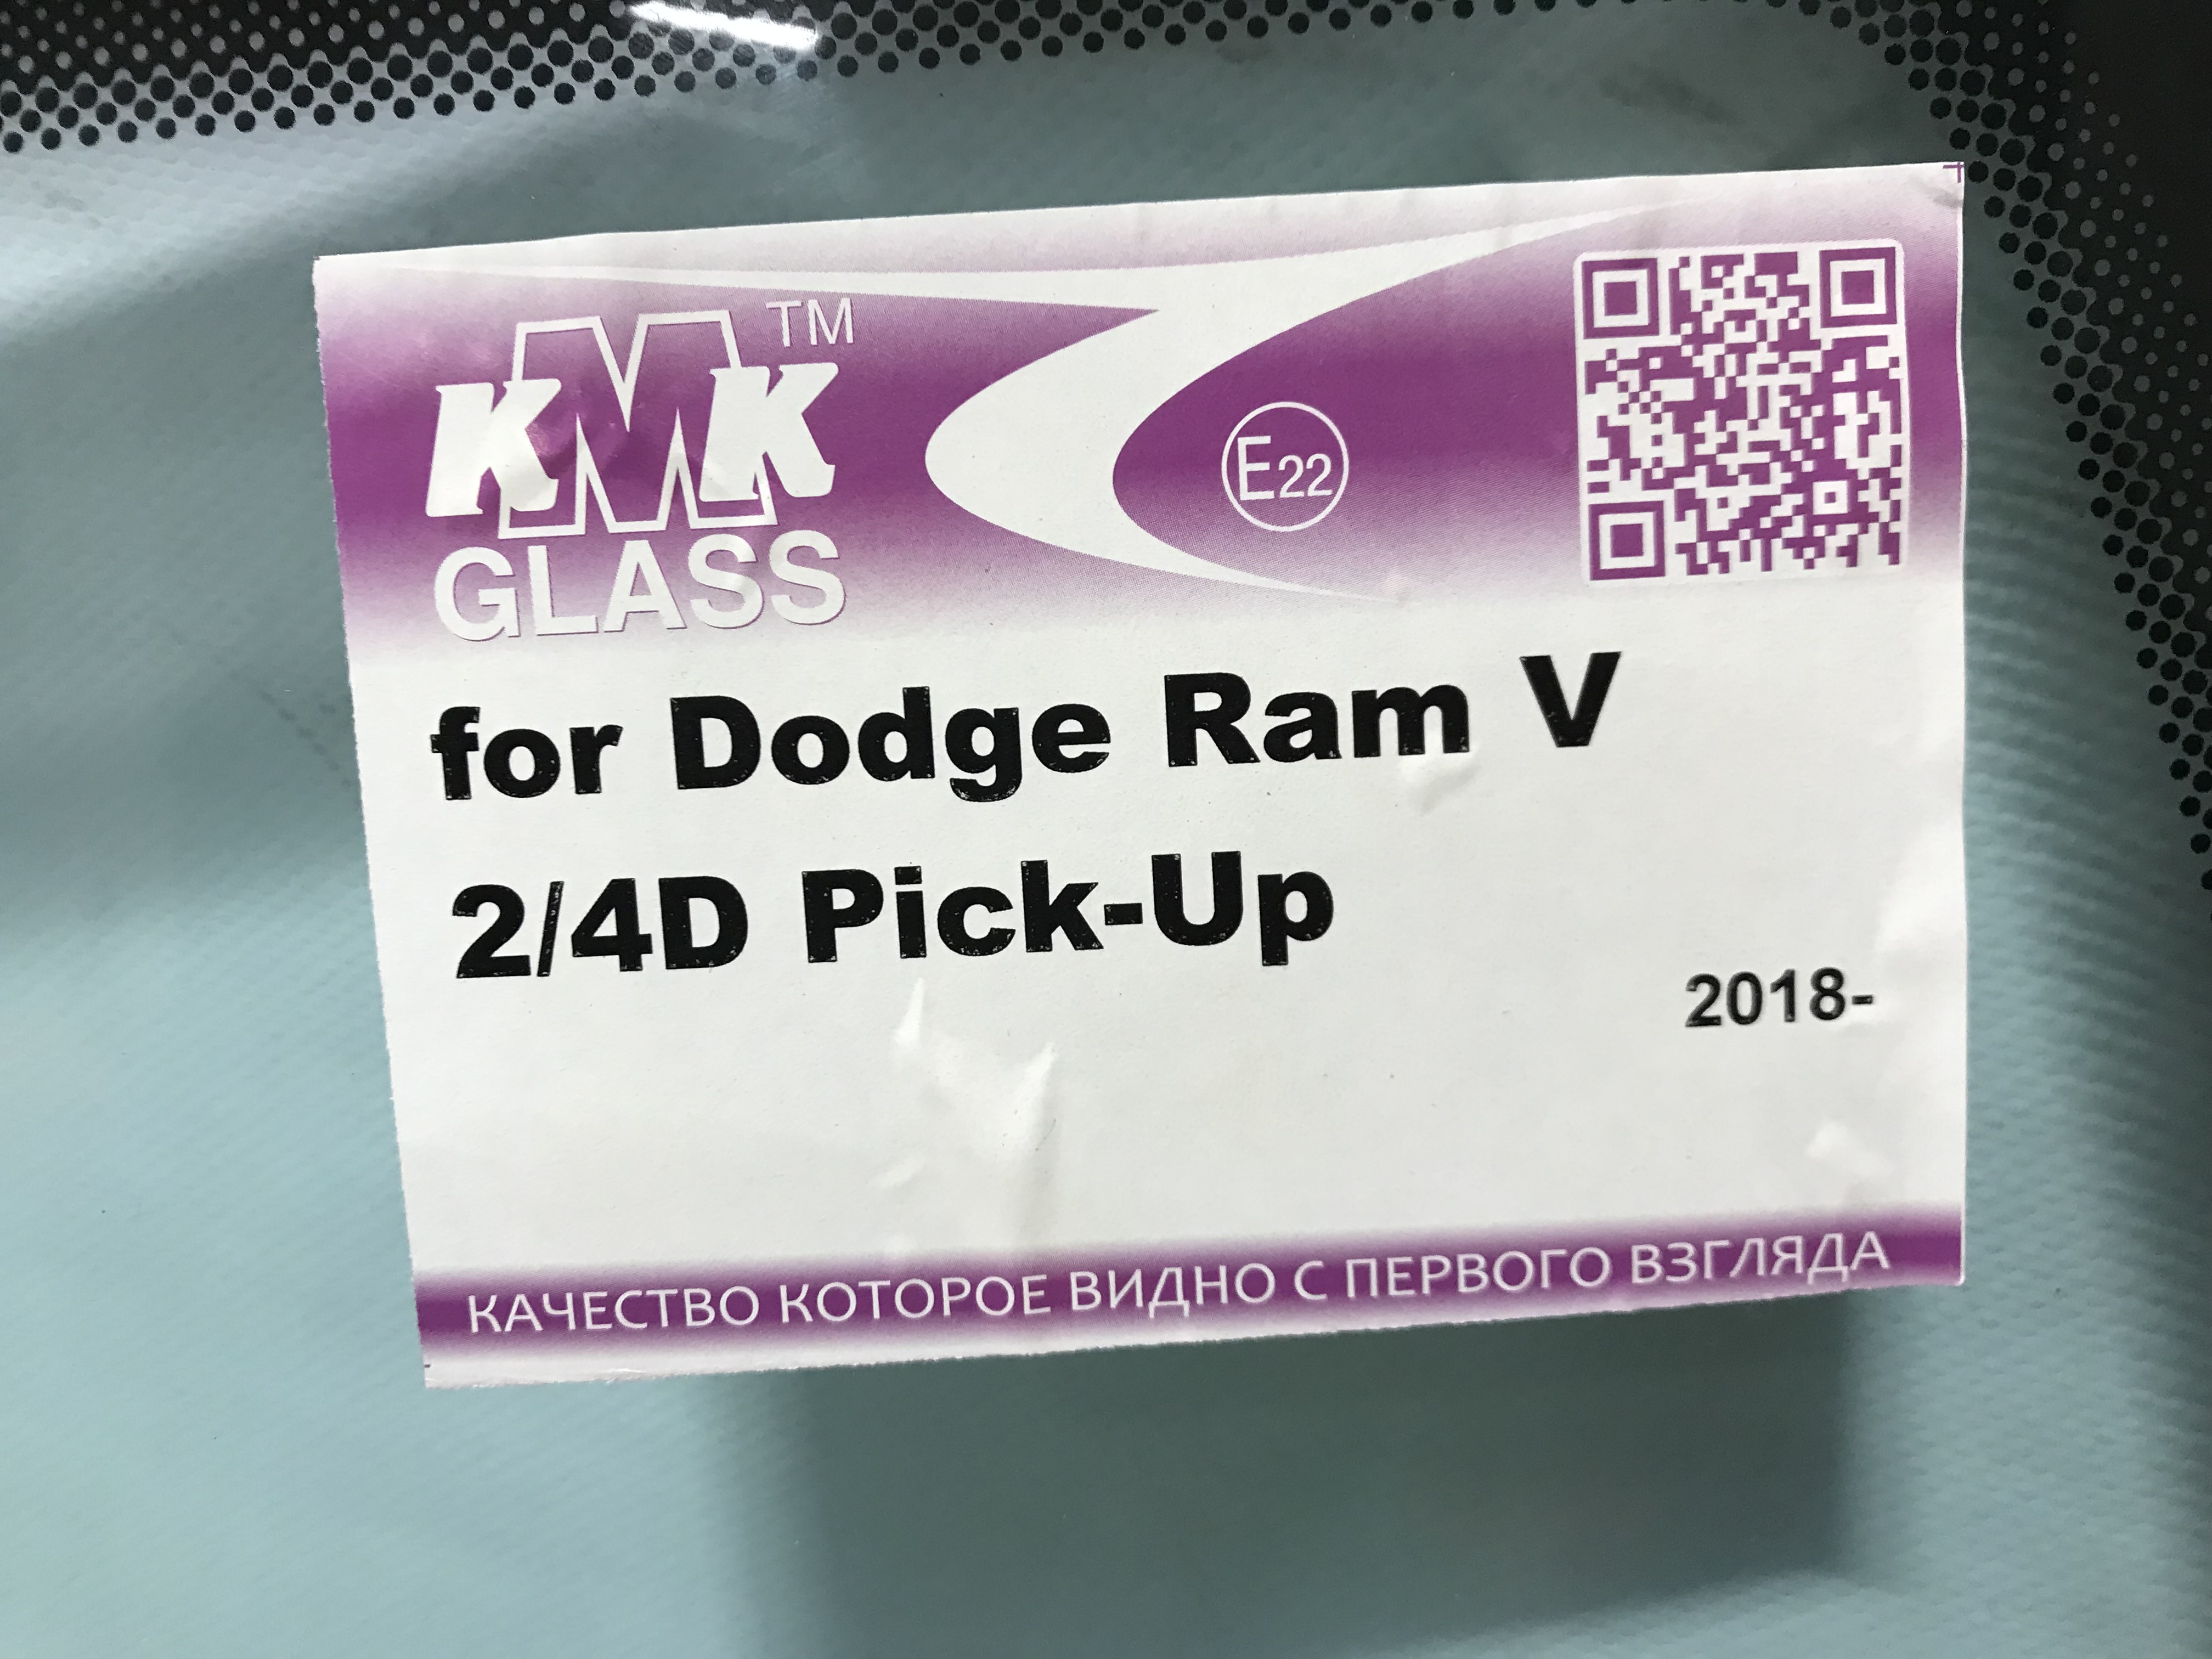 KMK™
GLASS
E22
for Dodge Ram V
2/4D Pick-Up
2018-
КАЧЕСТВО КОТОРОЕ ВИДНО С ПЕРВОГО ВЗГЛЯДА